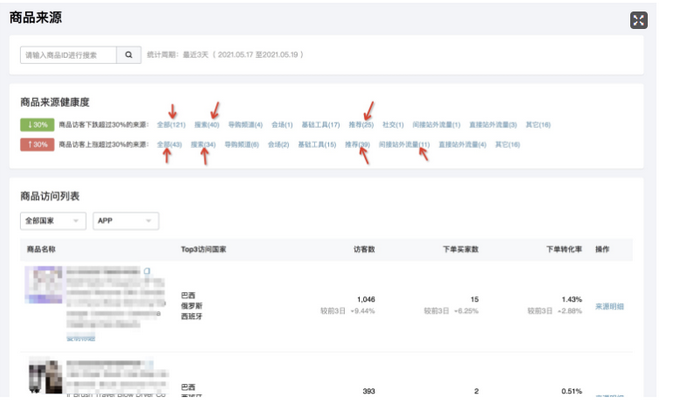 商品来源
请输入商品ID进行搜索 统计周期：最近3天（ 2021.05.17 至2021.05.19 ）
商品来源健康度
↓30% 商品访客下跌超过30%的来源： 全部(121) 搜索(40) 导购频道(4) 会场(1) 基础工具(17) 推荐(25) 社交(1) 间接站外流量(1) 直接站外流量(3) 其它(16)
↑30% 商品访客上涨超过30%的来源： 全部(43) 搜索(34) 导购频道(6) 会场(2) 基础工具(15) 推荐(39) 间接站外流量(11) 直接站外流量(4) 其它(16)
商品访问列表
全部国家 APP
商品名称 Top3访问国家 访客数 下单买家数 下单转化率 操作
巴西
俄罗斯
西班牙
1,046
较前3日 +9.44%
15
较前3日 +6.25%
1.43%
较前3日 +2.88%
来源明细
巴西
西班牙
393 2 0.51%